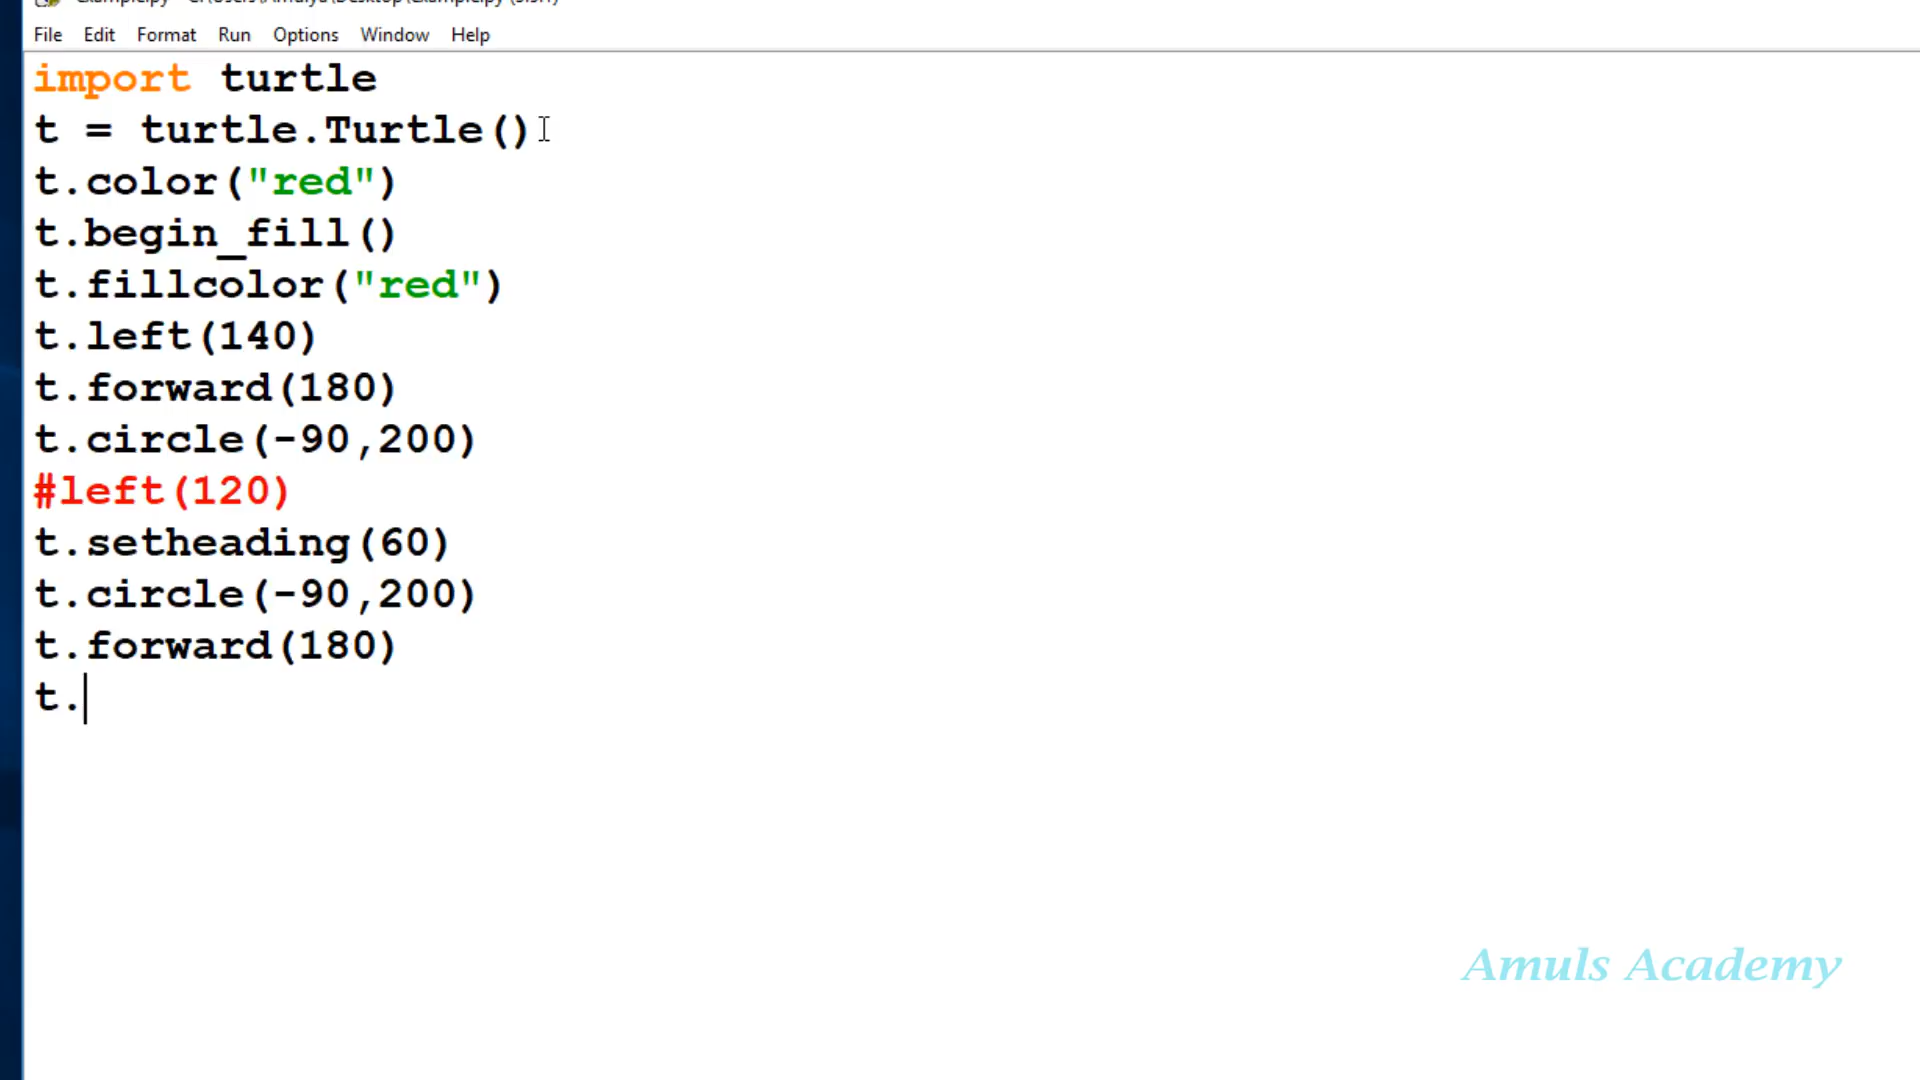 File Edit Format Run Options Window Help
import turtle
t = turtle.Turtle()
t.color("red")
t.begin_fill()
t.fillcolor("red")
t.left(140)
t.forward(180)
t.circle(-90,200)
#left(120)
t.setheading(60)
t.circle(-90,200)
t.forward(180)
t.
Amuls Academy